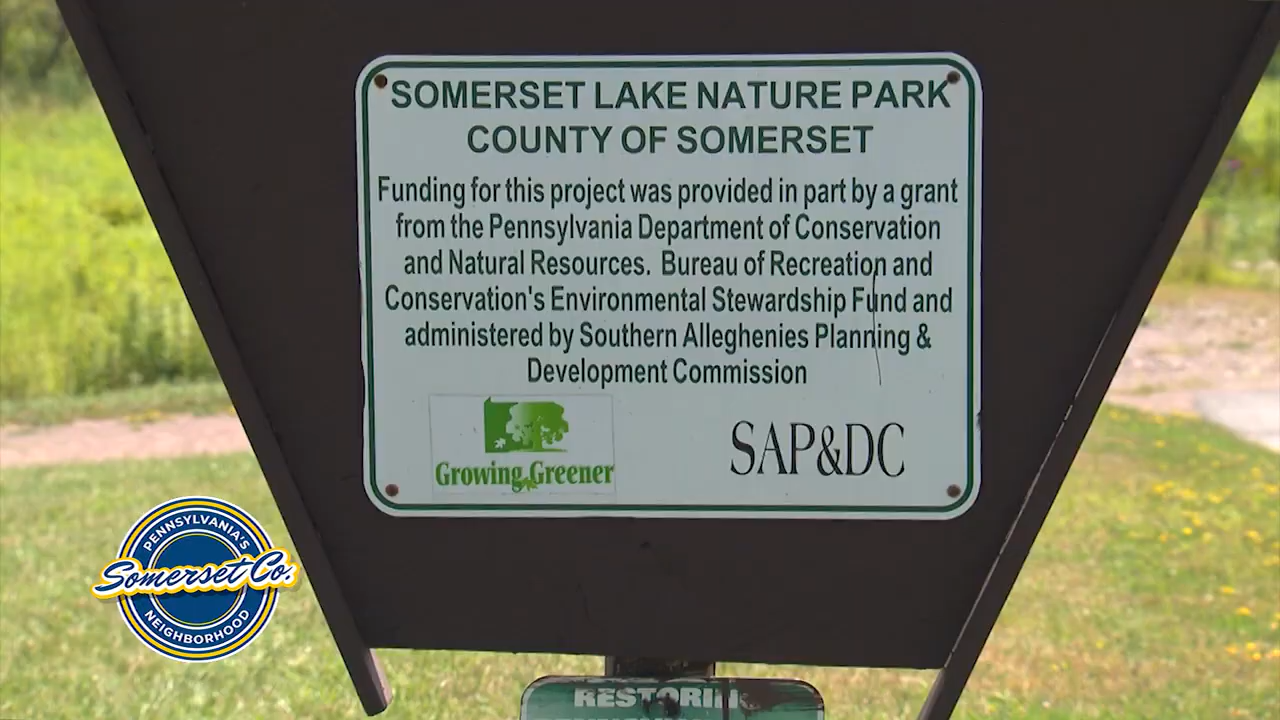 SOMERSET LAKE NATURE PARK
COUNTY OF SOMERSET
Funding for this project was provided in part by a grant
from the Pennsylvania Department of Conservation
and Natural Resources. Bureau of Recreation and
Conservation's Environmental Stewardship Fund and
administered by Southern Alleghenies Planning &
Development Commission
Growing Greener
SAP&DC
PENNSYLVANIA'S
Somerset Co.
NEIGHBORHOOD